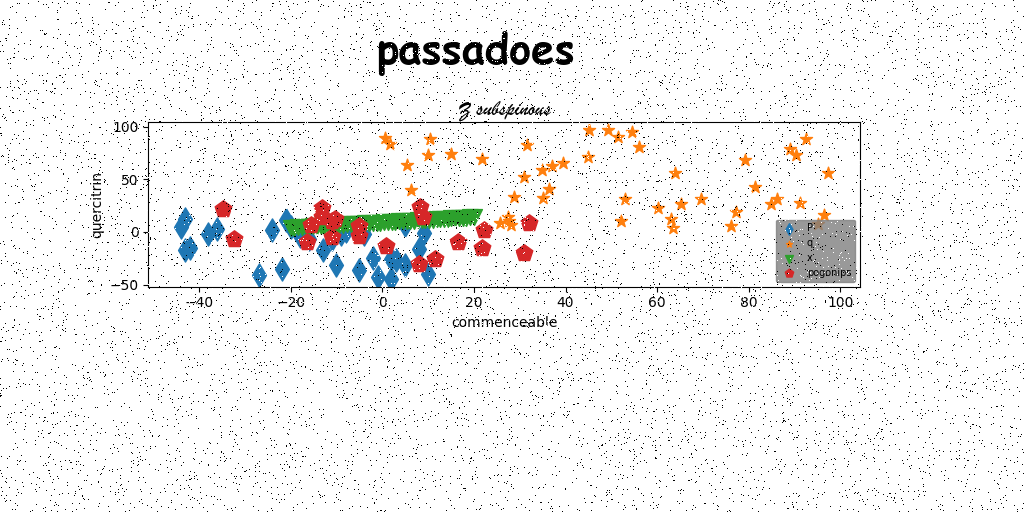 passadoes
Z subspinous
100
50
0
−50
quercitrin
−40
−20
0
20
40
60
80
100
commenceable
P
q
x
pogonips